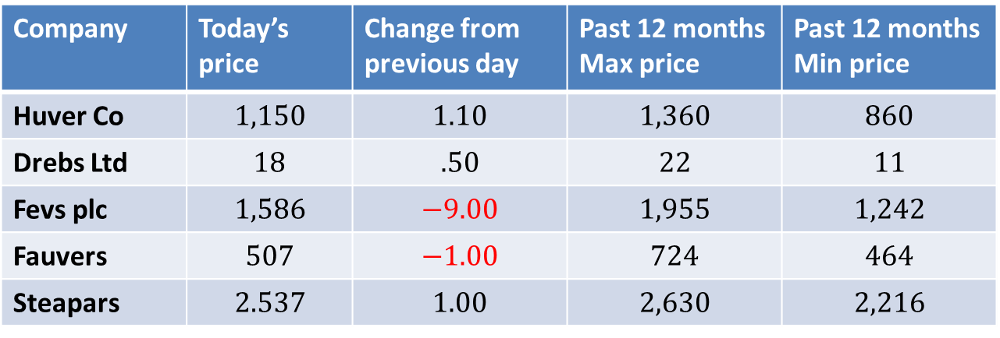 Company Today's price Change from previous day Past 12 months Max price Past 12 months Min price
Huver Co 1,150 1.10 1,360 860
Drebs Ltd 18 .50 22 11
Fevs plc 1,586 −9.00 1,955 1,242
Fauvers 507 −1.00 724 464
Steapars 2.537 1.00 2,630 2,216